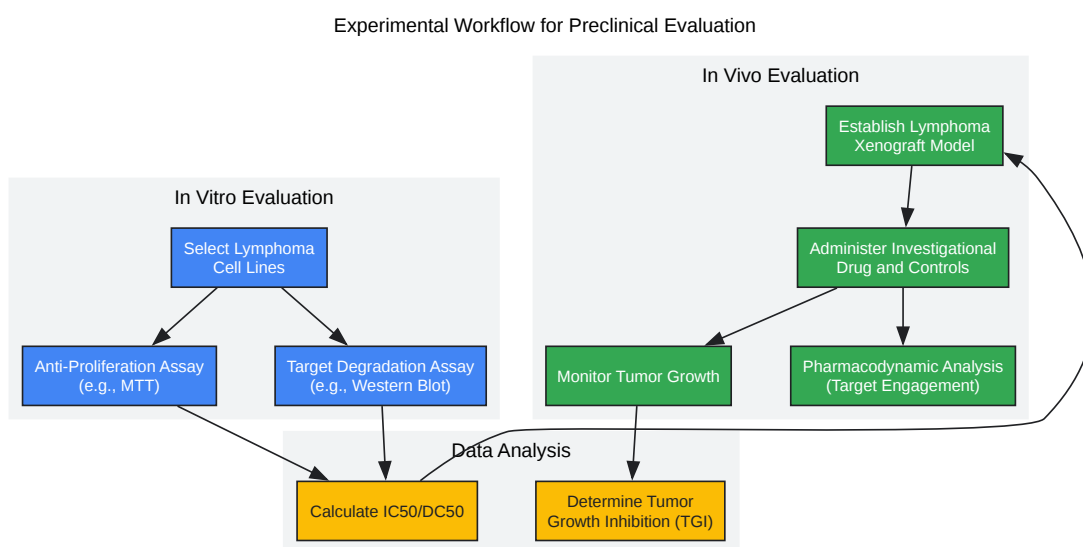 Experimental Workflow for Preclinical Evaluation
In Vitro Evaluation
Select Lymphoma
Cell Lines
Anti-Proliferation Assay
(e.g., MTT)
Target Degradation Assay
(e.g., Western Blot)
In Vivo Evaluation
Establish Lymphoma
Xenograft Model
Administer Investigational
Drug and Controls
Monitor Tumor Growth
Pharmacodynamic Analysis
(Target Engagement)
Data Analysis
Calculate IC50/DC50
Determine Tumor
Growth Inhibition (TGI)